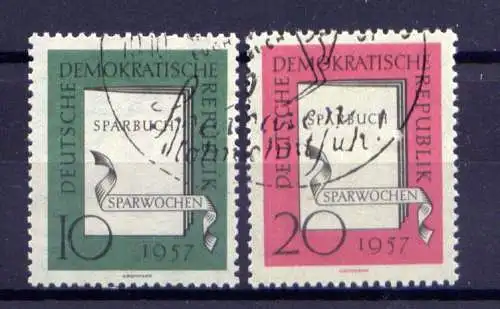 DEUTSCHE
DEMOKRATISCHE
REPUBLIK
SPARBUCH
SPARWOCHEN
10
1957
DEUTSCHE
DEMOKRATISCHE
REPUBLIK
SPARBUCH
SPARWOCHEN
20
1957